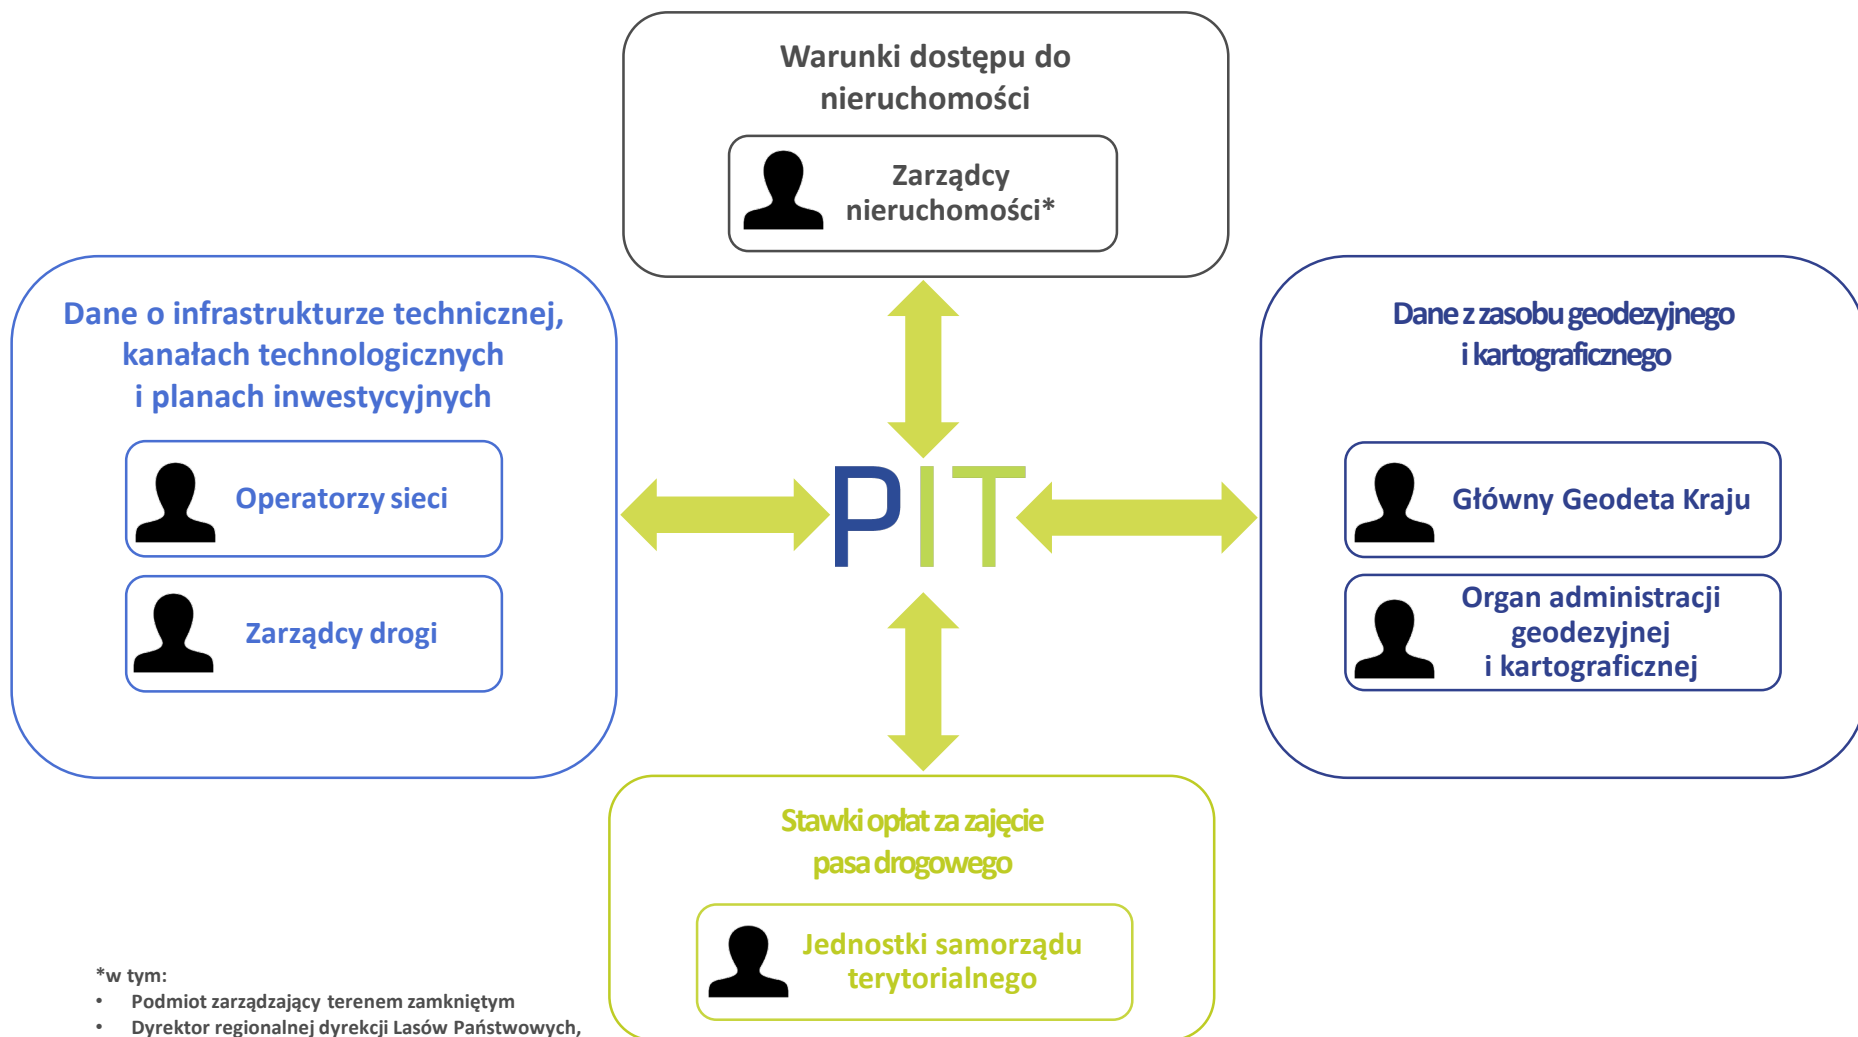 Warunki dostępu do
nieruchomości
Zarządcy
nieruchomości*
Dane o infrastrukturze technicznej,
kanałach technologicznych
i planach inwestycyjnych
Operatorzy sieci
Zarządcy drogi
PIT
Dane z zasobu geodezyjnego
i kartograficznego
Główny Geodeta Kraju
Organ administracji
geodezyjnej
i kartograficznej
Stawki opłat za zajęcie
pasa drogowego
Jednostki samorządu
terytorialnego
*w tym:
• Podmiot zarządzający terenem zamkniętym
• Dyrektor regionalnej dyrekcji Lasów Państwowych,